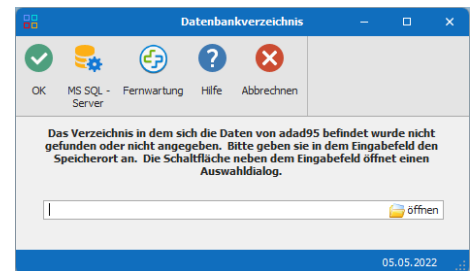 Datenbankverzeichnis
OK
MS SQL -
Server
Fernwartung
Hilfe
Abbrechnen
Das Verzeichnis in dem sich die Daten von adad95 befindet wurde nicht
gefunden oder nicht angegeben. Bitte geben sie in dem Eingabefeld den
Speicherort an. Die Schaltfläche neben dem Eingabefeld öffnet einen
Auswahldialog.
öffnen
05.05.2022